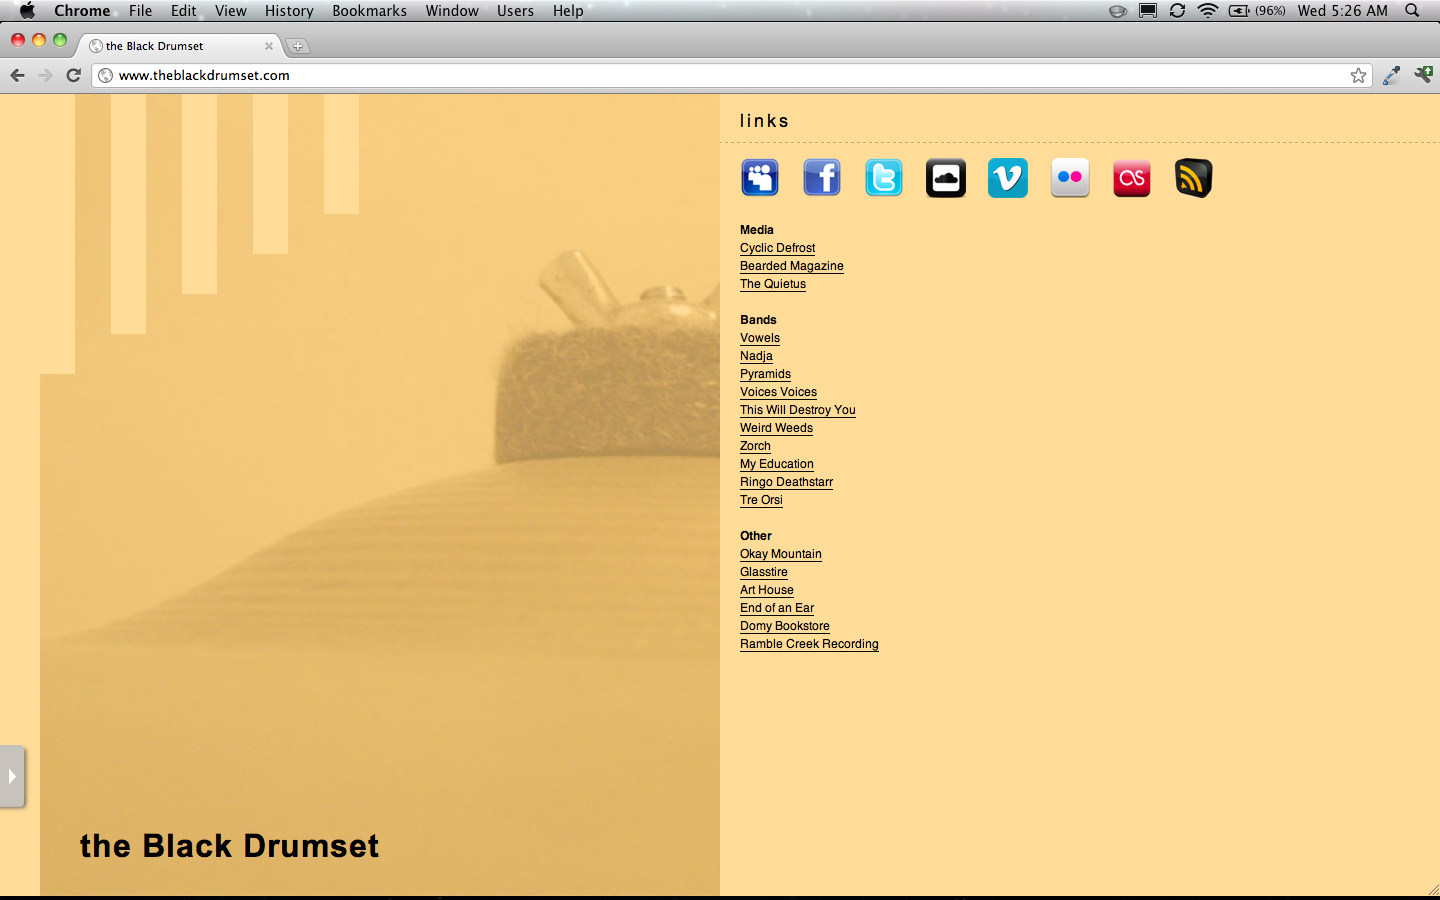 Chrome File Edit View History Bookmarks Window Users Help (96%) Wed 5:26 AM
the Black Drumset
www.theblackdrumset.com
links
Media
Cyclic Defrost
Bearded Magazine
The Quietus
Bands
Vowels
Nadja
Pyramids
Voices Voices
This Will Destroy You
Weird Weeds
Zorch
My Education
Ringo Deathstarr
Tre Orsi
Other
Okay Mountain
Glasstire
Art House
End of an Ear
Domy Bookstore
Ramble Creek Recording
the Black Drumset